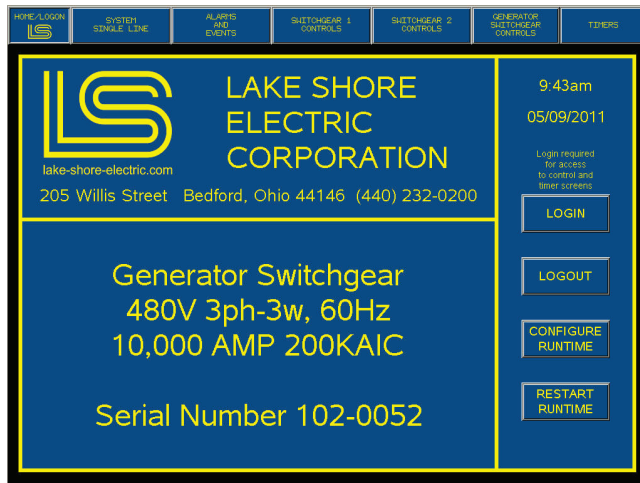 HOME/LOGON
LS
SYSTEM
SINGLE LINE
ALARMS
AND
EVENTS
SWITCHGEAR 1
CONTROLS
SWITCHGEAR 2
CONTROLS
GENERATOR
SWITCHGEAR
CONTROLS
TIMERS
LS
lake-shore-electric.com
LAKE SHORE
ELECTRIC
CORPORATION
205 Willis Street Bedford, Ohio 44146 (440) 232-0200
Generator Switchgear
480V 3ph-3w, 60Hz
10,000 AMP 200KAIC
Serial Number 102-0052
9:43am
05/09/2011
Login required
for access
to control and
timer screens
LOGIN
LOGOUT
CONFIGURE
RUNTIME
RESTART
RUNTIME